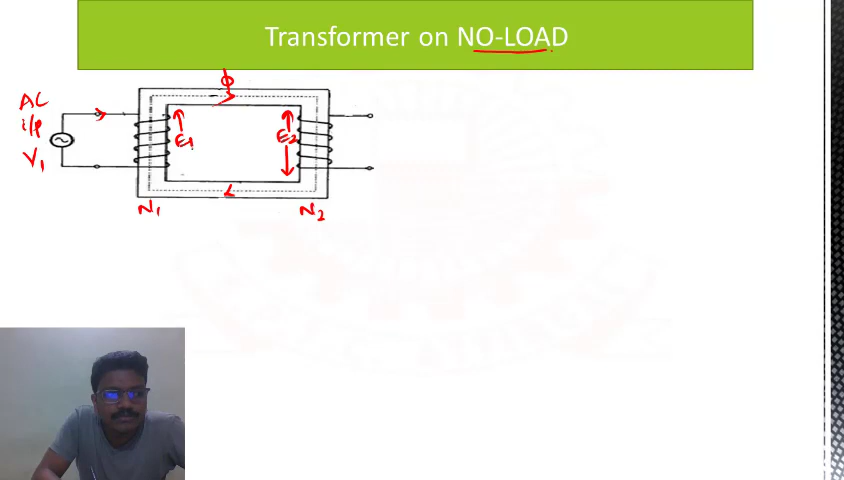 Transformer on NO-LOAD
Φ
AC
i/p
V1
E1
E2
N1
N2